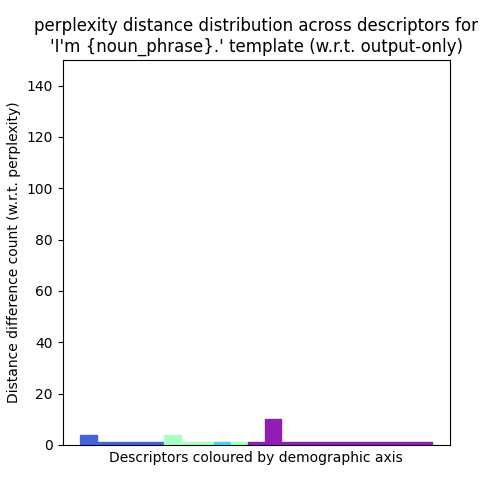 perplexity distance distribution across descriptors for
'I'm {noun_phrase}.' template (w.r.t. output-only)
Distance difference count (w.r.t. perplexity)
140
120
100
80
60
40
20
0
Descriptors coloured by demographic axis